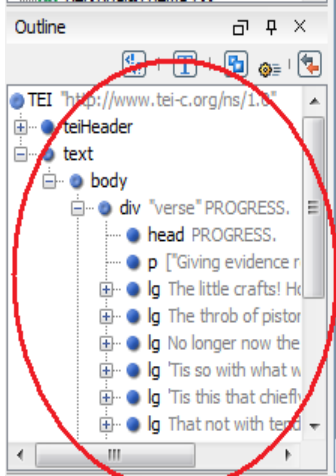 Outline
TEI "http://www.tei-c.org/ns/1.0"
teiHeader
text
body
div "verse" PROGRESS.
head PROGRESS.
p ["Giving evidence r
lg The little crafts! Ho
lg The throb of pistor
lg No longer now the
lg 'Tis so with what w
lg 'Tis this that chiefly
lg That not with tend